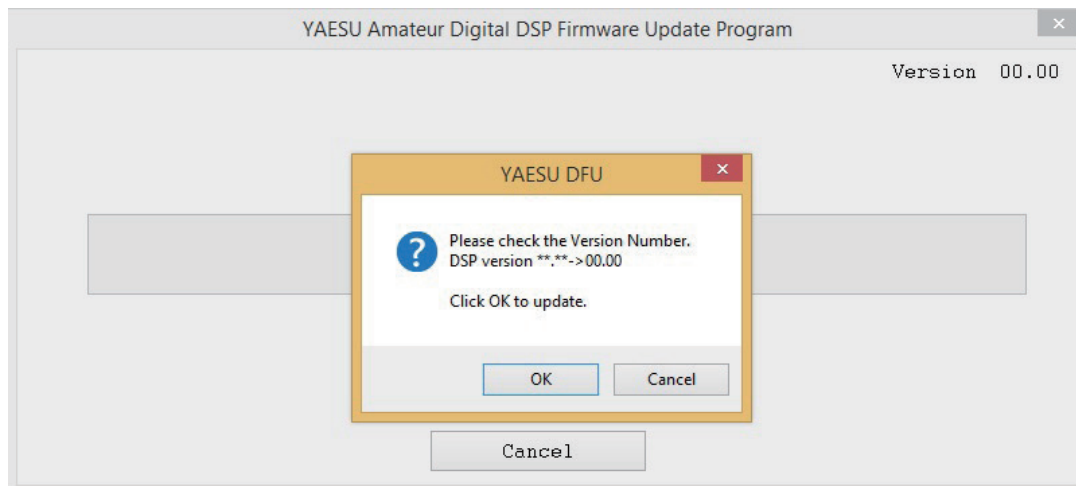 YAESU Amateur Digital DSP Firmware Update Program
Version 00.00
YAESU DFU
Please check the Version Number.
DSP version **.**->00.00
Click OK to update.
OK Cancel
Cancel